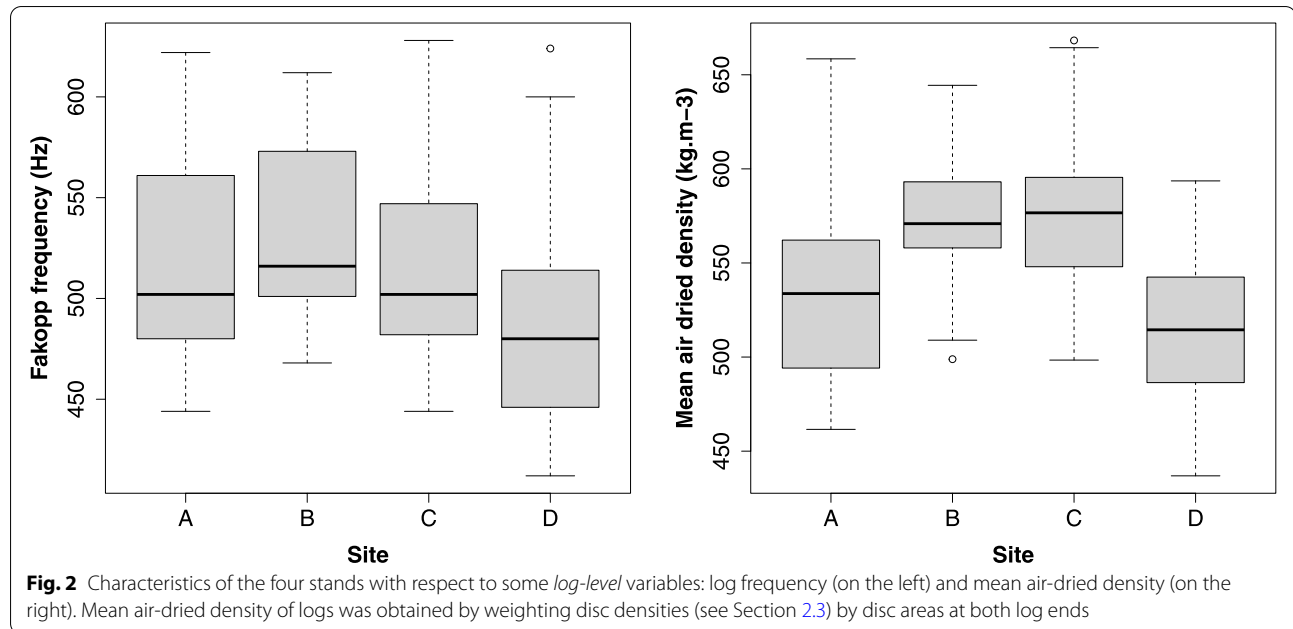 Fakopp frequency (Hz)
600
550
500
450
A B C D
Site
Mean air dried density (kg.m−3)
650
600
550
500
450
A B C D
Site
Fig. 2 Characteristics of the four stands with respect to some log-level variables: log frequency (on the left) and mean air-dried density (on the
right). Mean air-dried density of logs was obtained by weighting disc densities (see Section 2.3) by disc areas at both log ends